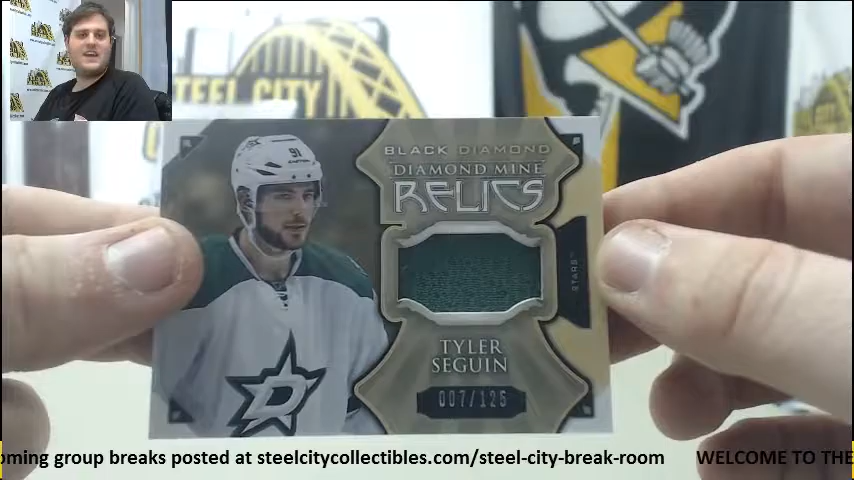 STEEL CITY
91
BLACK DIAMOND
DIAMOND MINE
RELICS
STARS
TYLER
SEGUIN
007/125
D
oming group breaks posted at steelcitycollectibles.com/steel-city-break-room WELCOME TO THE